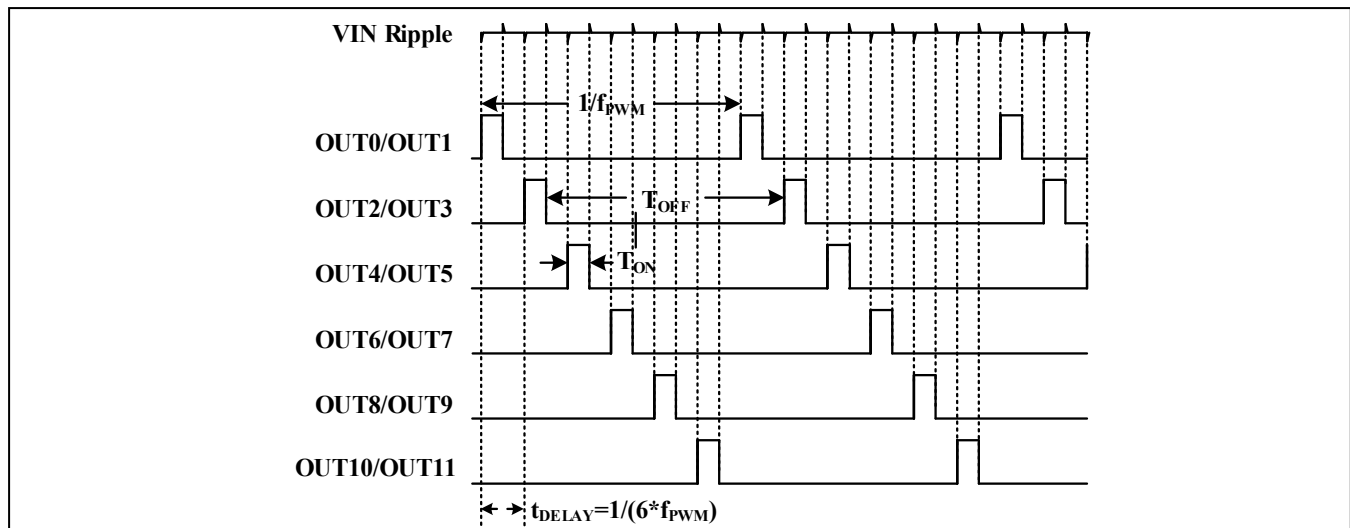 VIN Ripple
1/fPWM
OUT0/OUT1
OUT2/OUT3
TOFF
OUT4/OUT5
TON
OUT6/OUT7
OUT8/OUT9
OUT10/OUT11
tDELAY=1/(6*fPWM)